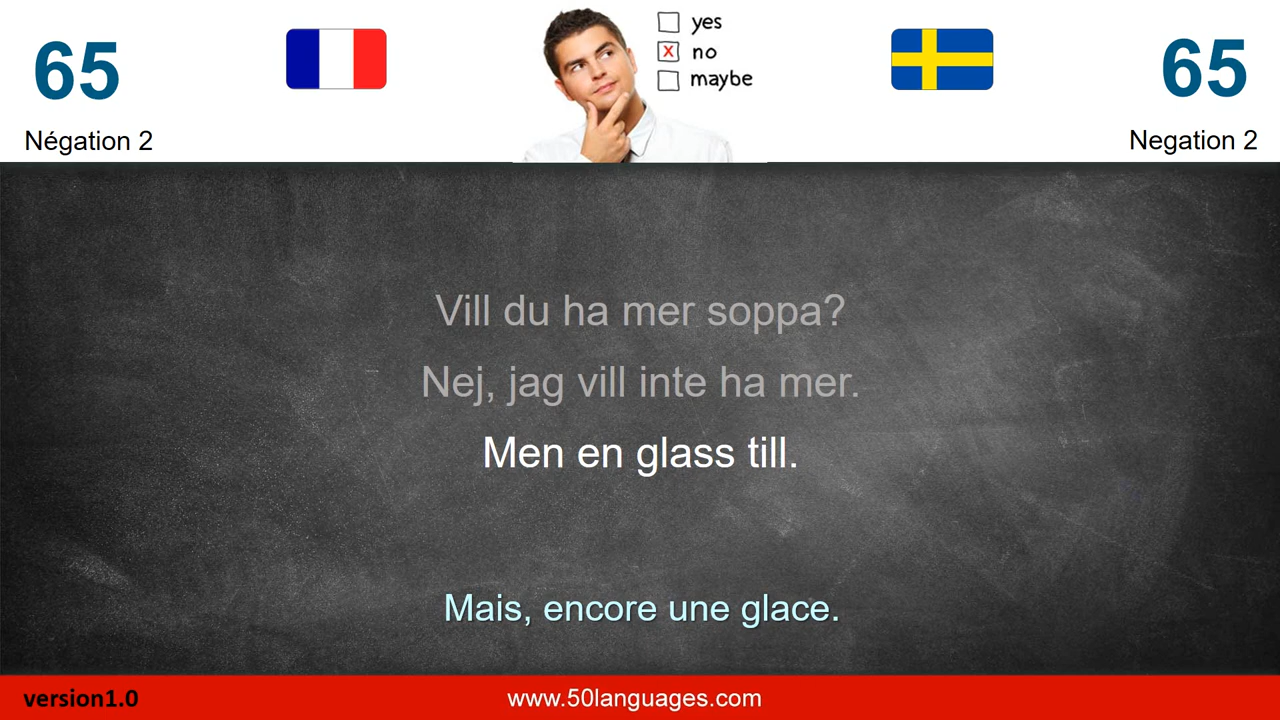 65
Négation 2
yes
x no
maybe
65
Negation 2
Vill du ha mer soppa?
Nej, jag vill inte ha mer.
Men en glass till.
Mais, encore une glace.
version1.0
www.50languages.com